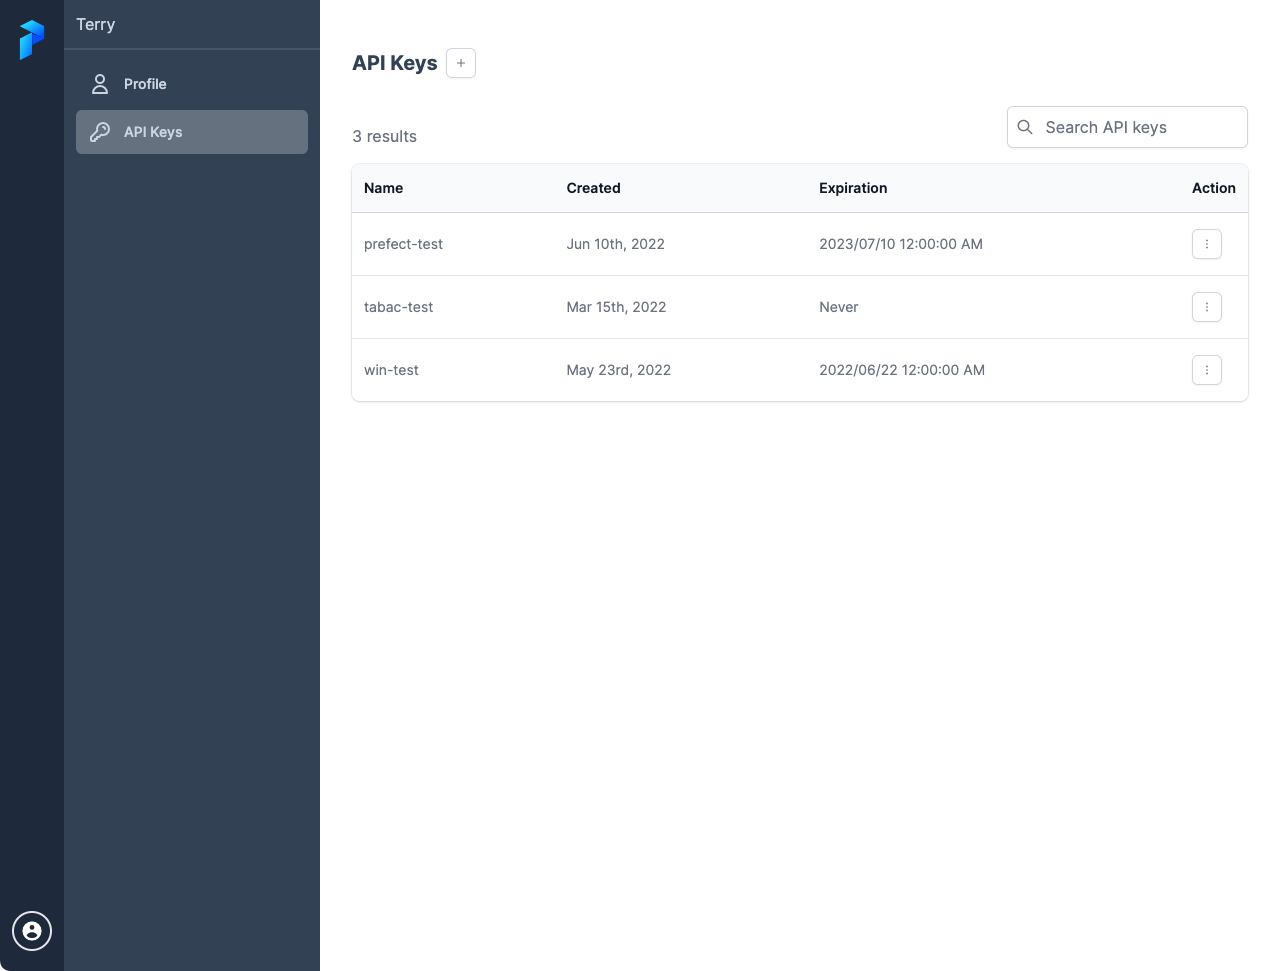 Terry
Profile
API Keys
API Keys +
3 results
Search API keys
Name Created Expiration Action
prefect-test Jun 10th, 2022 2023/07/10 12:00:00 AM
tabac-test Mar 15th, 2022 Never
win-test May 23rd, 2022 2022/06/22 12:00:00 AM